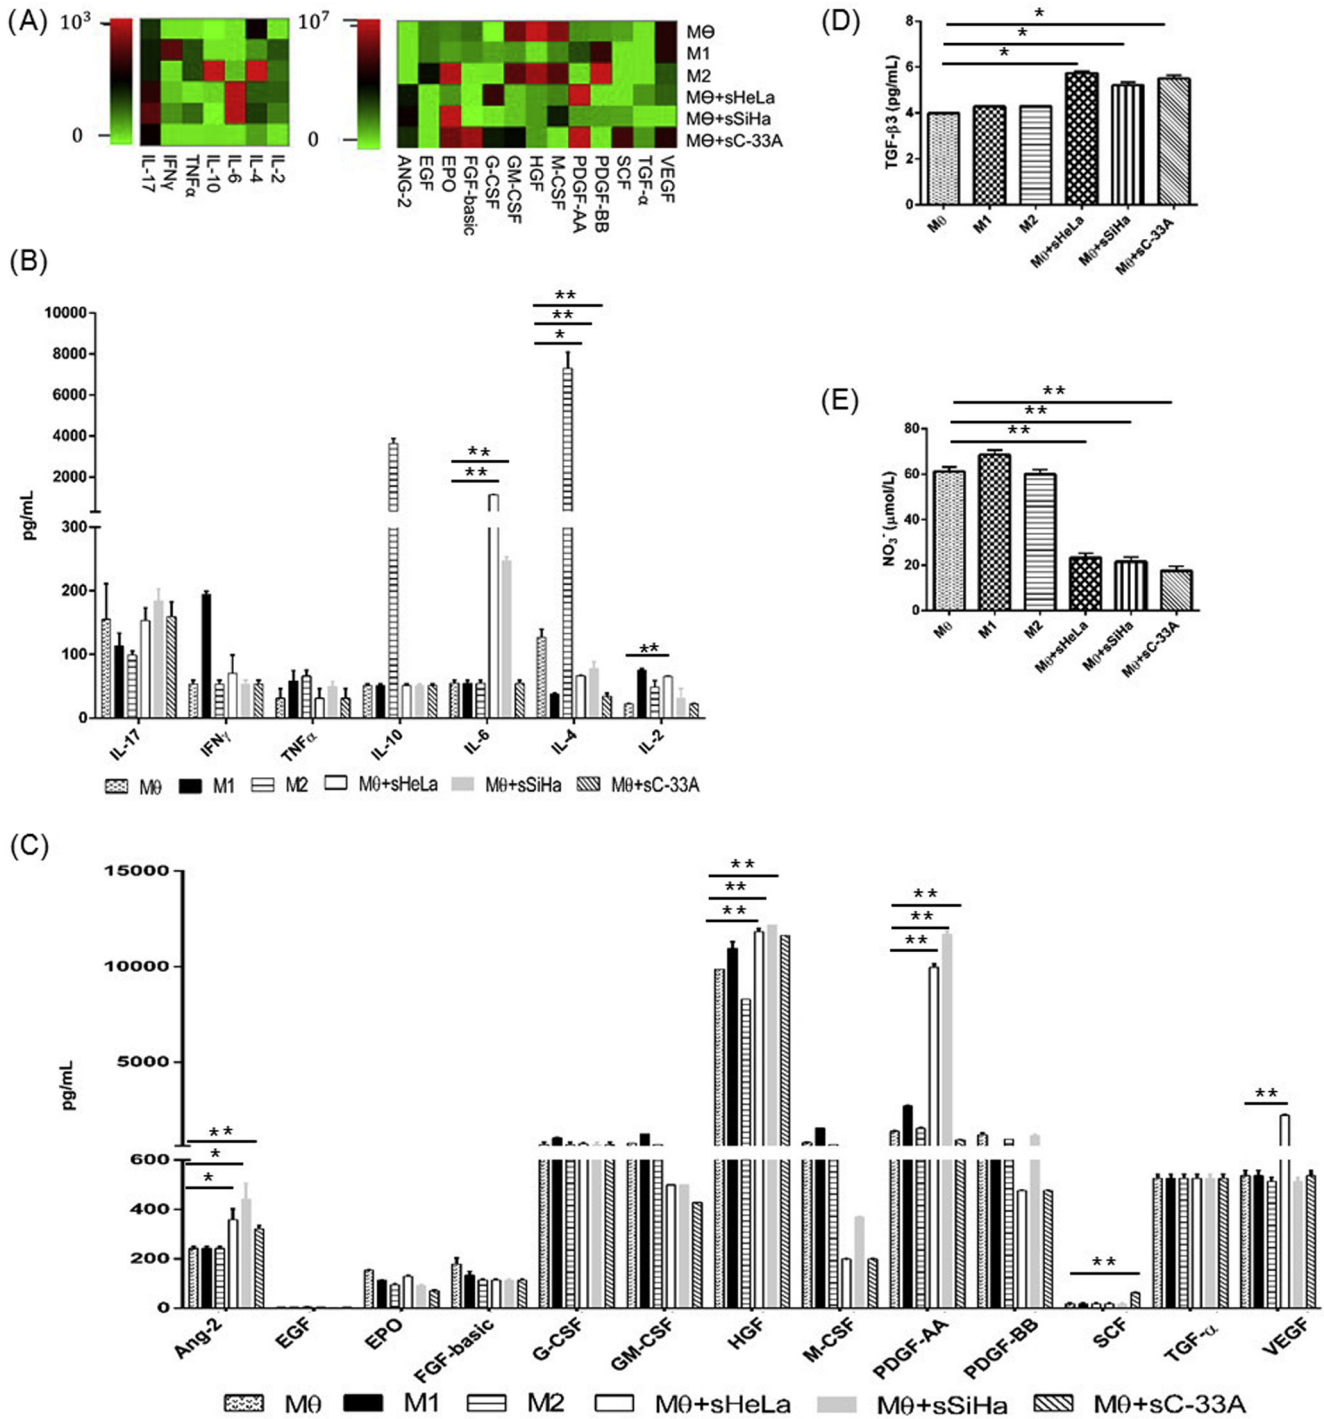 (A)
10³
0
IL-17
IFNγ
TNFα
IL-10
IL-6
IL-4
IL-2
10⁷
0
MƟ
M1
M2
MƟ+sHeLa
MƟ+sSiHa
MƟ+sC-33A
ANG-2
EGF
EPO
FGF-basic
G-CSF
GM-CSF
HGF
M-CSF
PDGF-AA
PDGF-BB
SCF
TGF-α
VEGF
(D)
TGF-β3 (pg/mL)
8
6
4
2
0
* 
*
*
Mθ
M1
M2
Mθ+sHeLa
Mθ+sSiHa
Mθ+sC-33A
(B)
pg/mL
10000
8000
6000
4000
2000
300
200
100
0
**
**
**
**
*
**
IL-17
IFNγ
TNFα
IL-10
IL-6
IL-4
IL-2
Mθ M1 M2 Mθ+sHeLa Mθ+sSiHa Mθ+sC-33A
(E)
NO₃⁻ (μmol/L)
80
60
40
20
0
**
**
**
Mθ
M1
M2
Mθ+sHeLa
Mθ+sSiHa
Mθ+sC-33A
(C)
pg/mL
15000
10000
5000
600
400
200
0
**
*
*
**
**
**
**
**
**
**
**
Ang-2
EGF
EPO
FGF-basic
G-CSF
GM-CSF
HGF
M-CSF
PDGF-AA
PDGF-BB
SCF
TGF-α
VEGF
Mθ M1 M2 Mθ+sHeLa Mθ+sSiHa Mθ+sC-33A